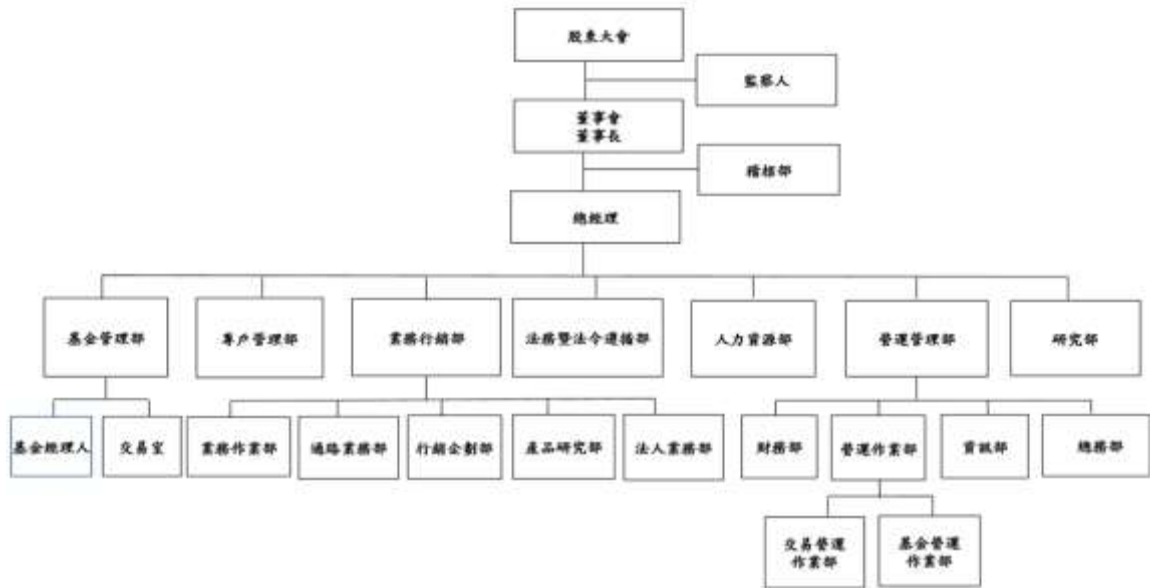 股東大會
監察人
董事會
董事長
稽核部
總經理
基金管理部
專戶管理部
業務行銷部
法務暨法令遵循部
人力資源部
營運管理部
研究部
基金經理人
交易室
業務作業部
通路業務部
行銷企劃部
產品研究部
法人業務部
財務部
營運作業部
資訊部
總務部
交易營運
作業部
基金營運
作業部